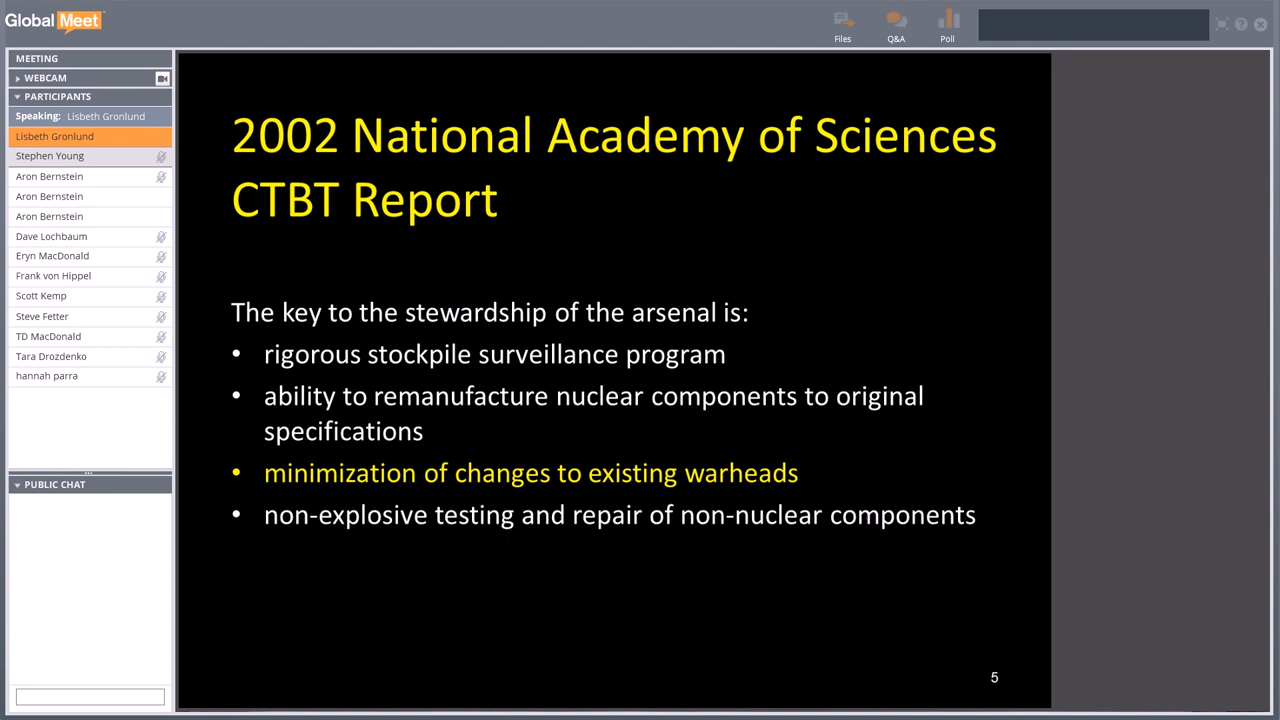 Global Meet
Files
Q&A
Poll
MEETING
WEBCAM
PARTICIPANTS
Speaking: Lisbeth Gronlund
Lisbeth Gronlund
Stephen Young
Aron Bernstein
Aron Bernstein
Aron Bernstein
Dave Lochbaum
Eryn MacDonald
Frank von Hippel
Scott Kemp
Steve Fetter
TD MacDonald
Tara Drozdenko
hannah parra
PUBLIC CHAT
2002 National Academy of Sciences
CTBT Report
The key to the stewardship of the arsenal is:
• rigorous stockpile surveillance program
• ability to remanufacture nuclear components to original
specifications
• minimization of changes to existing warheads
• non-explosive testing and repair of non-nuclear components
5